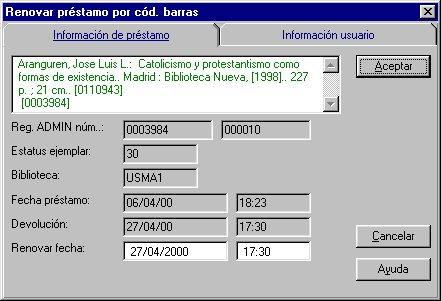 Renovar préstamo por cód. barras
Información de préstamo
Información usuario
Aranguren, Jose Luis L.: Catolicismo y protestantismo como
formas de existencia.. Madrid : Biblioteca Nueva, [1998].. 227
p. ; 21 cm.. [0110943]
[0003984]
Aceptar
Reg. ADMIN núm..: 0003984 000010
Estatus ejemplar: 30
Biblioteca: USMA1
Fecha préstamo: 06/04/00 18:23
Devolución: 27/04/00 17:30
Cancelar
Renovar fecha: 27/04/2000 17:30
Ayuda